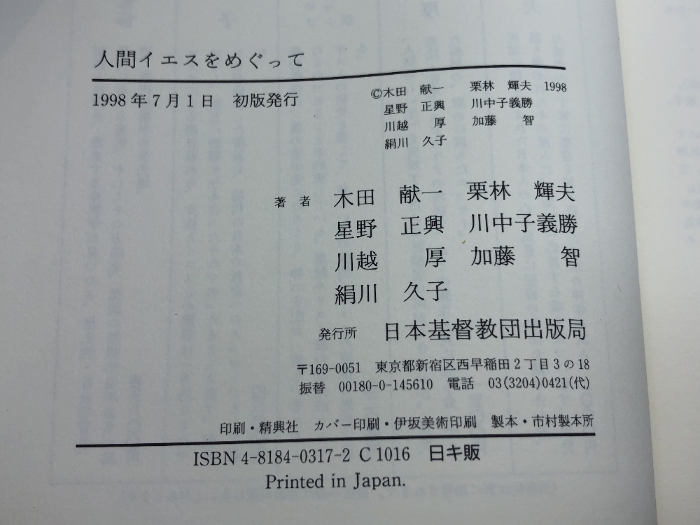 人間イエスをめぐって
1998年7月1日 初版発行
©木田 献一 栗林 輝夫 1998
星野 正興 川中子義勝
川越 厚 加藤 智
絹川 久子
著者 木田 献一 栗林 輝夫
星野 正興 川中子義勝
川越 厚 加藤 智
絹川 久子
発行所 日本基督教団出版局
〒169-0051 東京都新宿区西早稲田2丁目3の18
振替 00180-0-145610 電話 03(3204)0421(代)
印刷・精興社 カバー印刷・伊坂美術印刷 製本・市村製本所
ISBN 4-8184-0317-2 C 1016 日キ販
Printed in Japan.